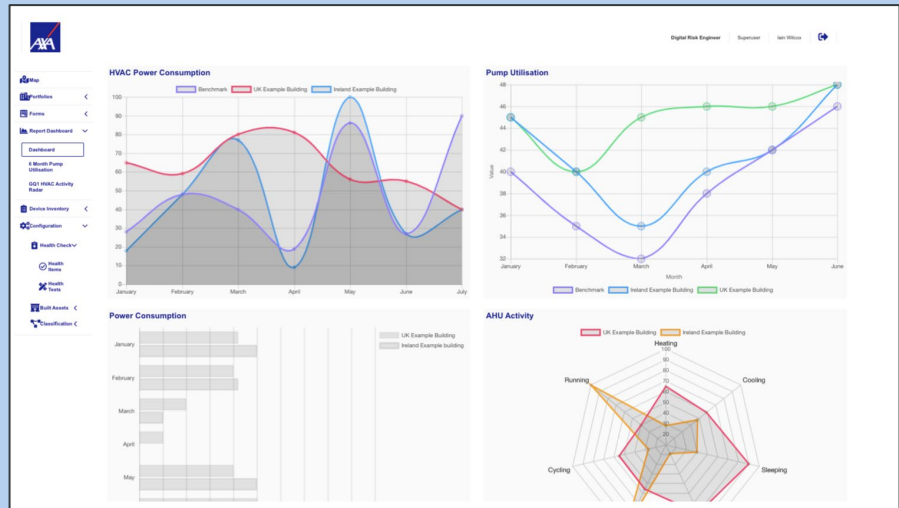 AXA
Digital Risk Engineer
Superuser
Iain Wilcox
Map
Portfolios
Forms
Report Dashboard
Dashboard
6 Month Pump
Utilisation
GQ1 HVAC Activity
Radar
Device Inventory
Configuration
Health Check
Health
Items
Health
Tests
Built Assets
Classification
HVAC Power Consumption
Benchmark
UK Example Building
Ireland Example Building
100
90
80
70
60
50
40
30
20
10
0
January
February
March
April
May
June
July
Pump Utilisation
48
46
44
42
40
38
36
34
32
Value
January
February
March
April
May
June
Month
Benchmark
Ireland Example Building
UK Example Building
Power Consumption
UK Example Building
Ireland Example building
January
February
March
April
May
AHU Activity
UK Example Building
Ireland Example Building
Heating
100
90
80
70
60
50
40
20
Running
Cooling
Cycling
Sleeping